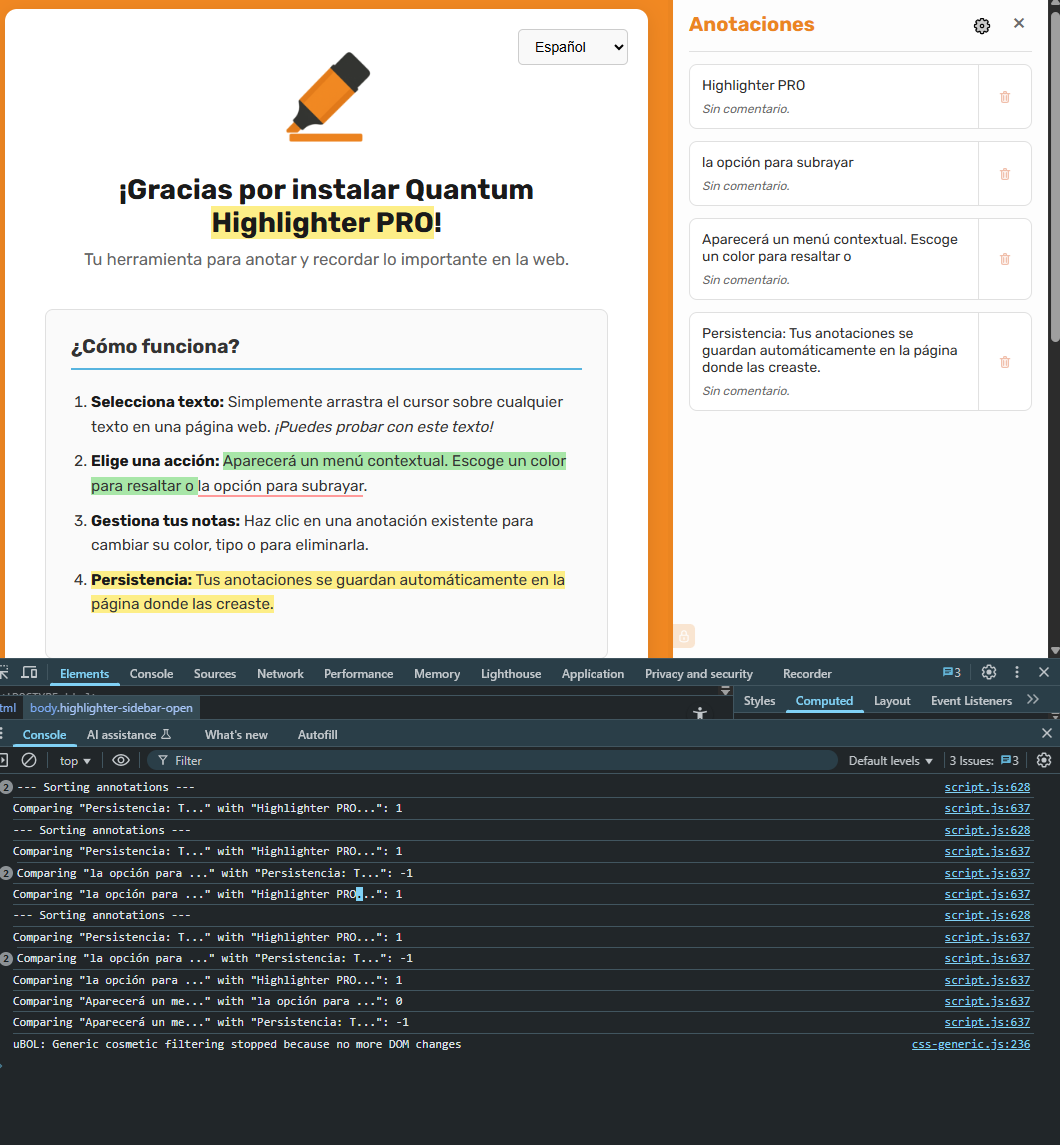 Español
¡Gracias por instalar Quantum
Highlighter PRO!
Tu herramienta para anotar y recordar lo importante en la web.
¿Cómo funciona?
1. Selecciona texto: Simplemente arrastra el cursor sobre cualquier
texto en una página web. ¡Puedes probar con este texto!
2. Elige una acción: Aparecerá un menú contextual. Escoge un color
para resaltar o la opción para subrayar.
3. Gestiona tus notas: Haz clic en una anotación existente para
cambiar su color, tipo o para eliminarla.
4. Persistencia: Tus anotaciones se guardan automáticamente en la
página donde las creaste.
Anotaciones
Highlighter PRO
Sin comentario.
la opción para subrayar
Sin comentario.
Aparecerá un menú contextual. Escoge
un color para resaltar o
Sin comentario.
Persistencia: Tus anotaciones se
guardan automáticamente en la página
donde las creaste.
Sin comentario.
Elements Console Sources Network Performance Memory Lighthouse Application Privacy and security Recorder 3
tml body.highlighter-sidebar-open
Styles Computed Layout Event Listeners
Console AI assistance What's new Autofill
top Filter Default levels 3 Issues: 3
2 --- Sorting annotations --- script.js:628
Comparing "Persistencia: T..." with "Highlighter PRO...": 1 script.js:637
--- Sorting annotations --- script.js:628
Comparing "Persistencia: T..." with "Highlighter PRO...": 1 script.js:637
2 Comparing "la opción para ..." with "Persistencia: T...": -1 script.js:637
Comparing "la opción para ..." with "Highlighter PRO...": 1 script.js:637
--- Sorting annotations --- script.js:628
Comparing "Persistencia: T..." with "Highlighter PRO...": 1 script.js:637
2 Comparing "la opción para ..." with "Persistencia: T...": -1 script.js:637
Comparing "la opción para ..." with "Highlighter PRO...": 1 script.js:637
Comparing "Aparecerá un me..." with "la opción para ...": 0 script.js:637
Comparing "Aparecerá un me..." with "Persistencia: T...": -1 script.js:637
uBOL: Generic cosmetic filtering stopped because no more DOM changes css-generic.js:236